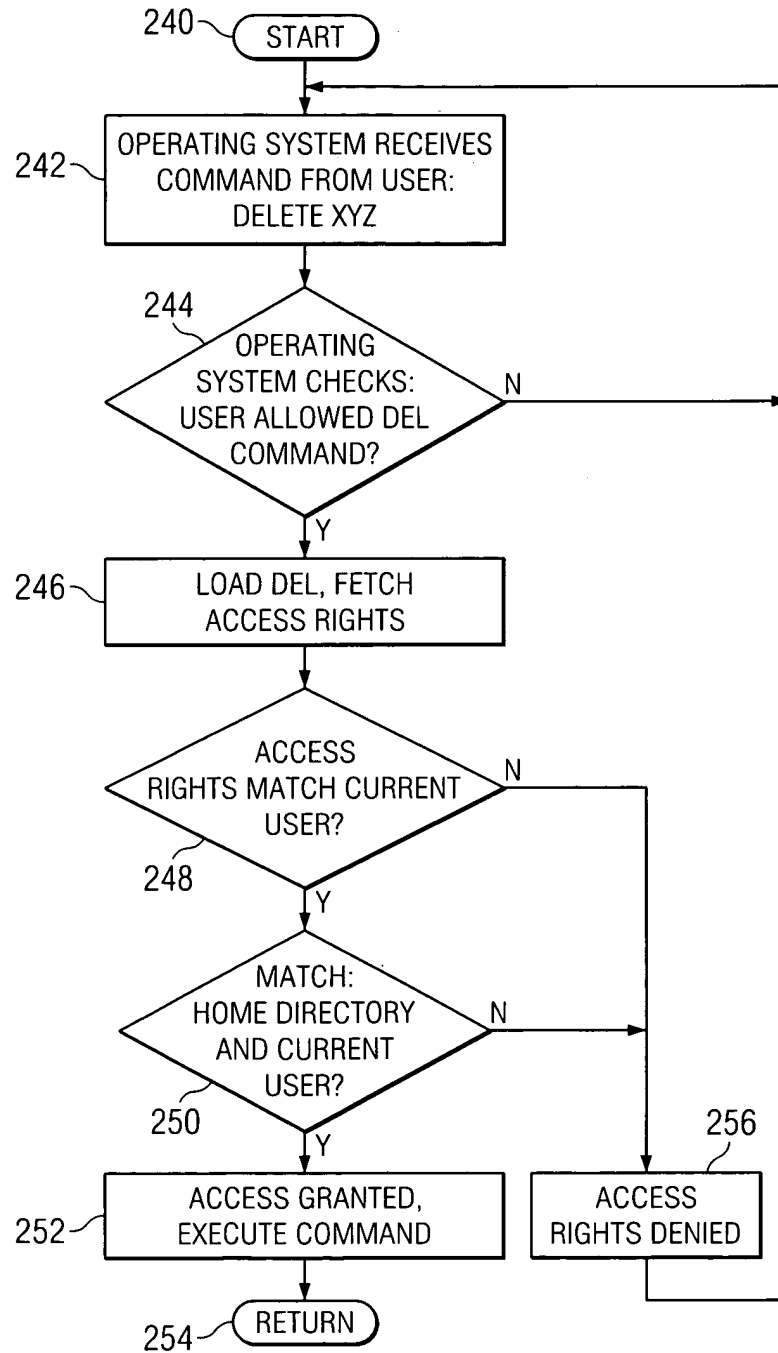 240
START
242
OPERATING SYSTEM RECEIVES
COMMAND FROM USER:
DELETE XYZ
244
OPERATING
SYSTEM CHECKS:
USER ALLOWED DEL
COMMAND?
N
Y
246
LOAD DEL, FETCH
ACCESS RIGHTS
ACCESS
RIGHTS MATCH CURRENT
USER?
N
248
Y
MATCH:
HOME DIRECTORY
AND CURRENT
USER?
N
250
Y
256
252
ACCESS GRANTED,
EXECUTE COMMAND
ACCESS
RIGHTS DENIED
254
RETURN